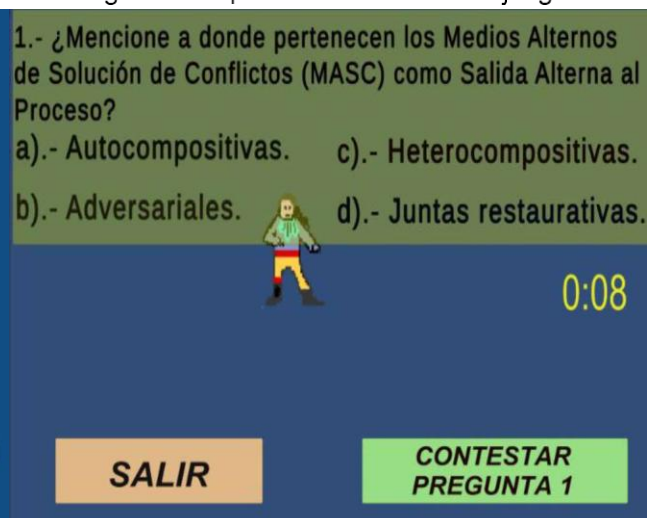 1.- ¿Mencione a donde pertenecen los Medios Alternos
de Solución de Conflictos (MASC) como Salida Alterna al
Proceso?
a).- Autocompositivas. c).- Heterocompositivas.
b).- Adversariales. d).- Juntas restaurativas.
0:08
SALIR
CONTESTAR
PREGUNTA 1